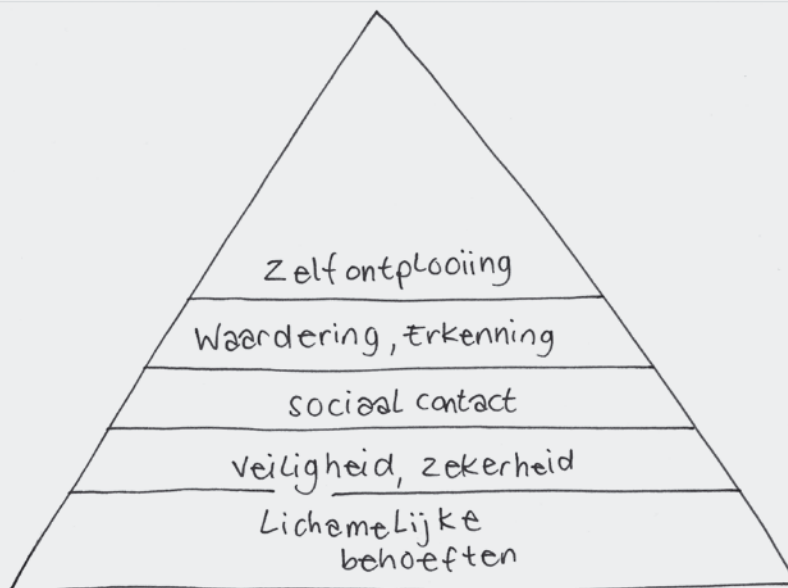 Zelfontplooiing
Waardering, Erkenning
sociaal contact
veiligheid, zekerheid
Lichamelijke
behoeften